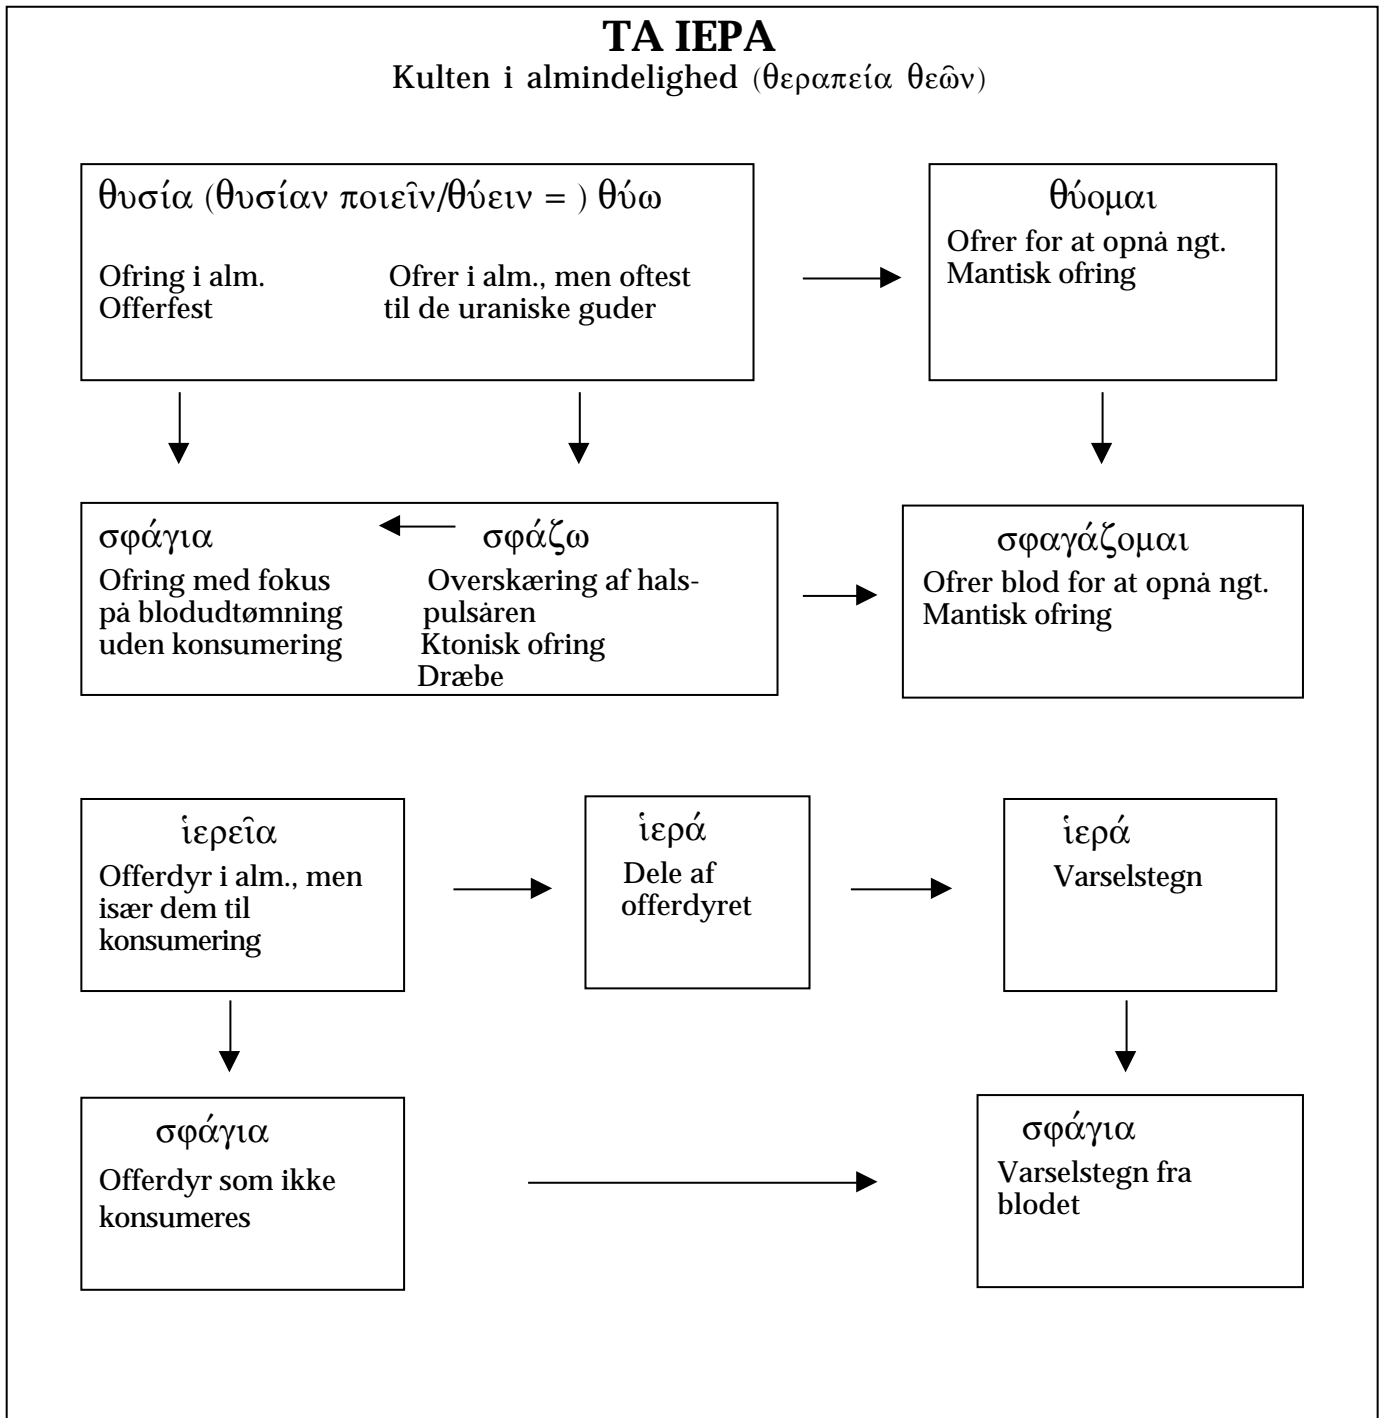 ΤΑ ΙΕΡΑ
Kulten i almindelighed (θεραπεία θεῶν)
θυσία (θυσίαν ποιεῖν/θύειν = ) θύω
Ofring i alm.
Offerfest
Ofrer i alm., men oftest
til de uraniske guder
θύομαι
Ofrer for at opnå ngt.
Mantisk ofring
σφάγια
Ofring med fokus
på blodudtømning
uden konsumering
σφάζω
Overskæring af hals-
pulsåren
Ktonisk ofring
Dræbe
σφαγάζομαι
Ofrer blod for at opnå ngt.
Mantisk ofring
ἱερεῖα
Offerdyr i alm., men
især dem til
konsumering
ἱερά
Dele af
offerdyret
ἱερά
Varselstegn
σφάγια
Offerdyr som ikke
konsumeres
σφάγια
Varselstegn fra
blodet